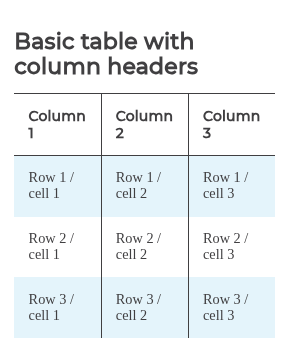 Basic table with
column headers
Column 1
Column 2
Column 3
Row 1 / cell 1
Row 1 / cell 2
Row 1 / cell 3
Row 2 / cell 1
Row 2 / cell 2
Row 2 / cell 3
Row 3 / cell 1
Row 3 / cell 2
Row 3 / cell 3